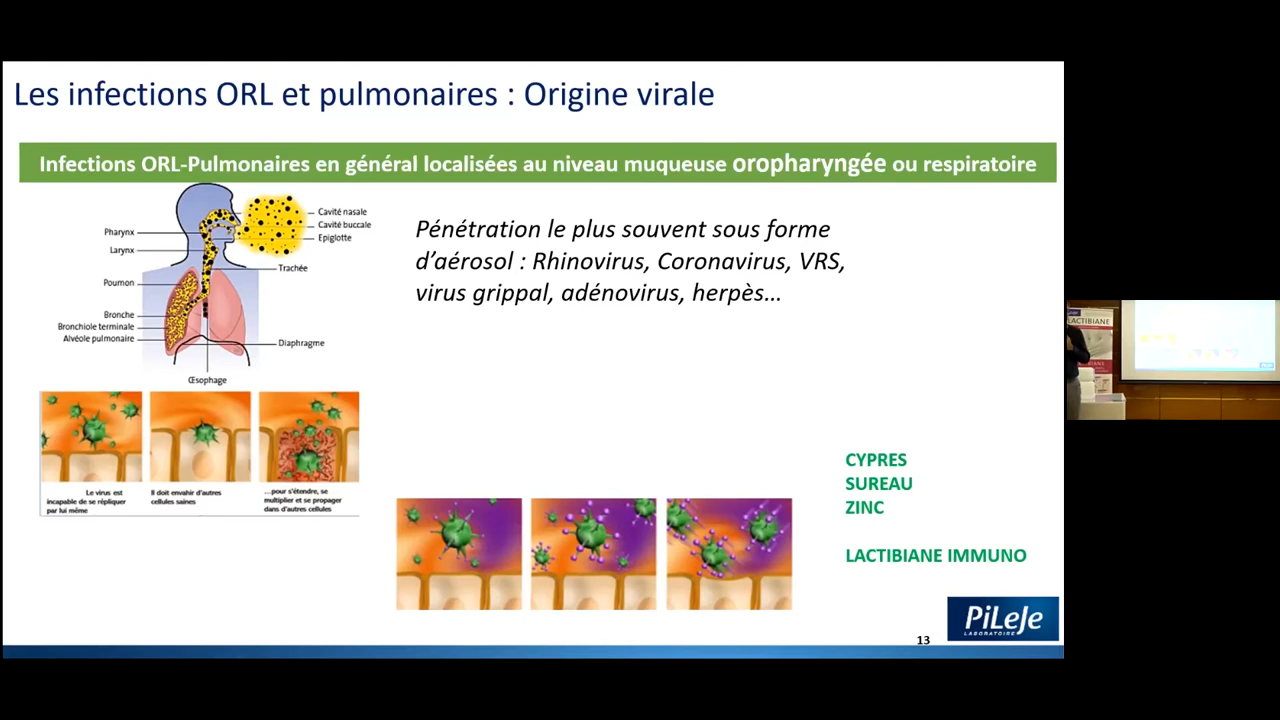 Les infections ORL et pulmonaires : Origine virale
Infections ORL-Pulmonaires en général localisées au niveau muqueuse oropharyngée ou respiratoire
Cavité nasale
Cavité buccale
Epiglotte
Pharynx
Larynx
Trachée
Poumon
Bronche
Bronchiole terminale
Alvéole pulmonaire
Diaphragme
Œsophage
Pénétration le plus souvent sous forme
d’aérosol : Rhinovirus, Coronavirus, VRS,
virus grippal, adénovirus, herpès…
Le virus est
incapable de se répliquer
par lui même
Il doit envahir d'autres
cellules saines
...pour s'étendre, se
multiplier et se propager
dans d'autres cellules
CYPRES
SUREAU
ZINC
LACTIBIANE IMMUNO
PiLeJe
LABORATOIRE
13
LACTIBIANE